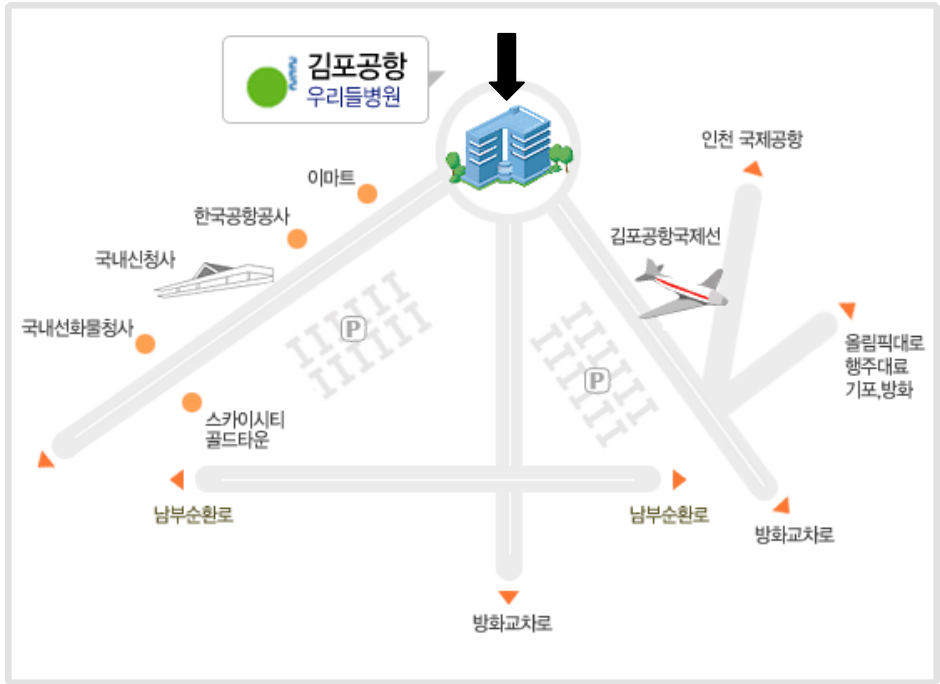 김포공항
우리들병원
인천 국제공항
이마트
한국공항공사
김포공항국제선
국내신청사
국내선화물청사
P
올림픽대로
행주대료
기포,방화
P
스카이시티
골드타운
남부순환로
남부순환로
방화교차로
방화교차로